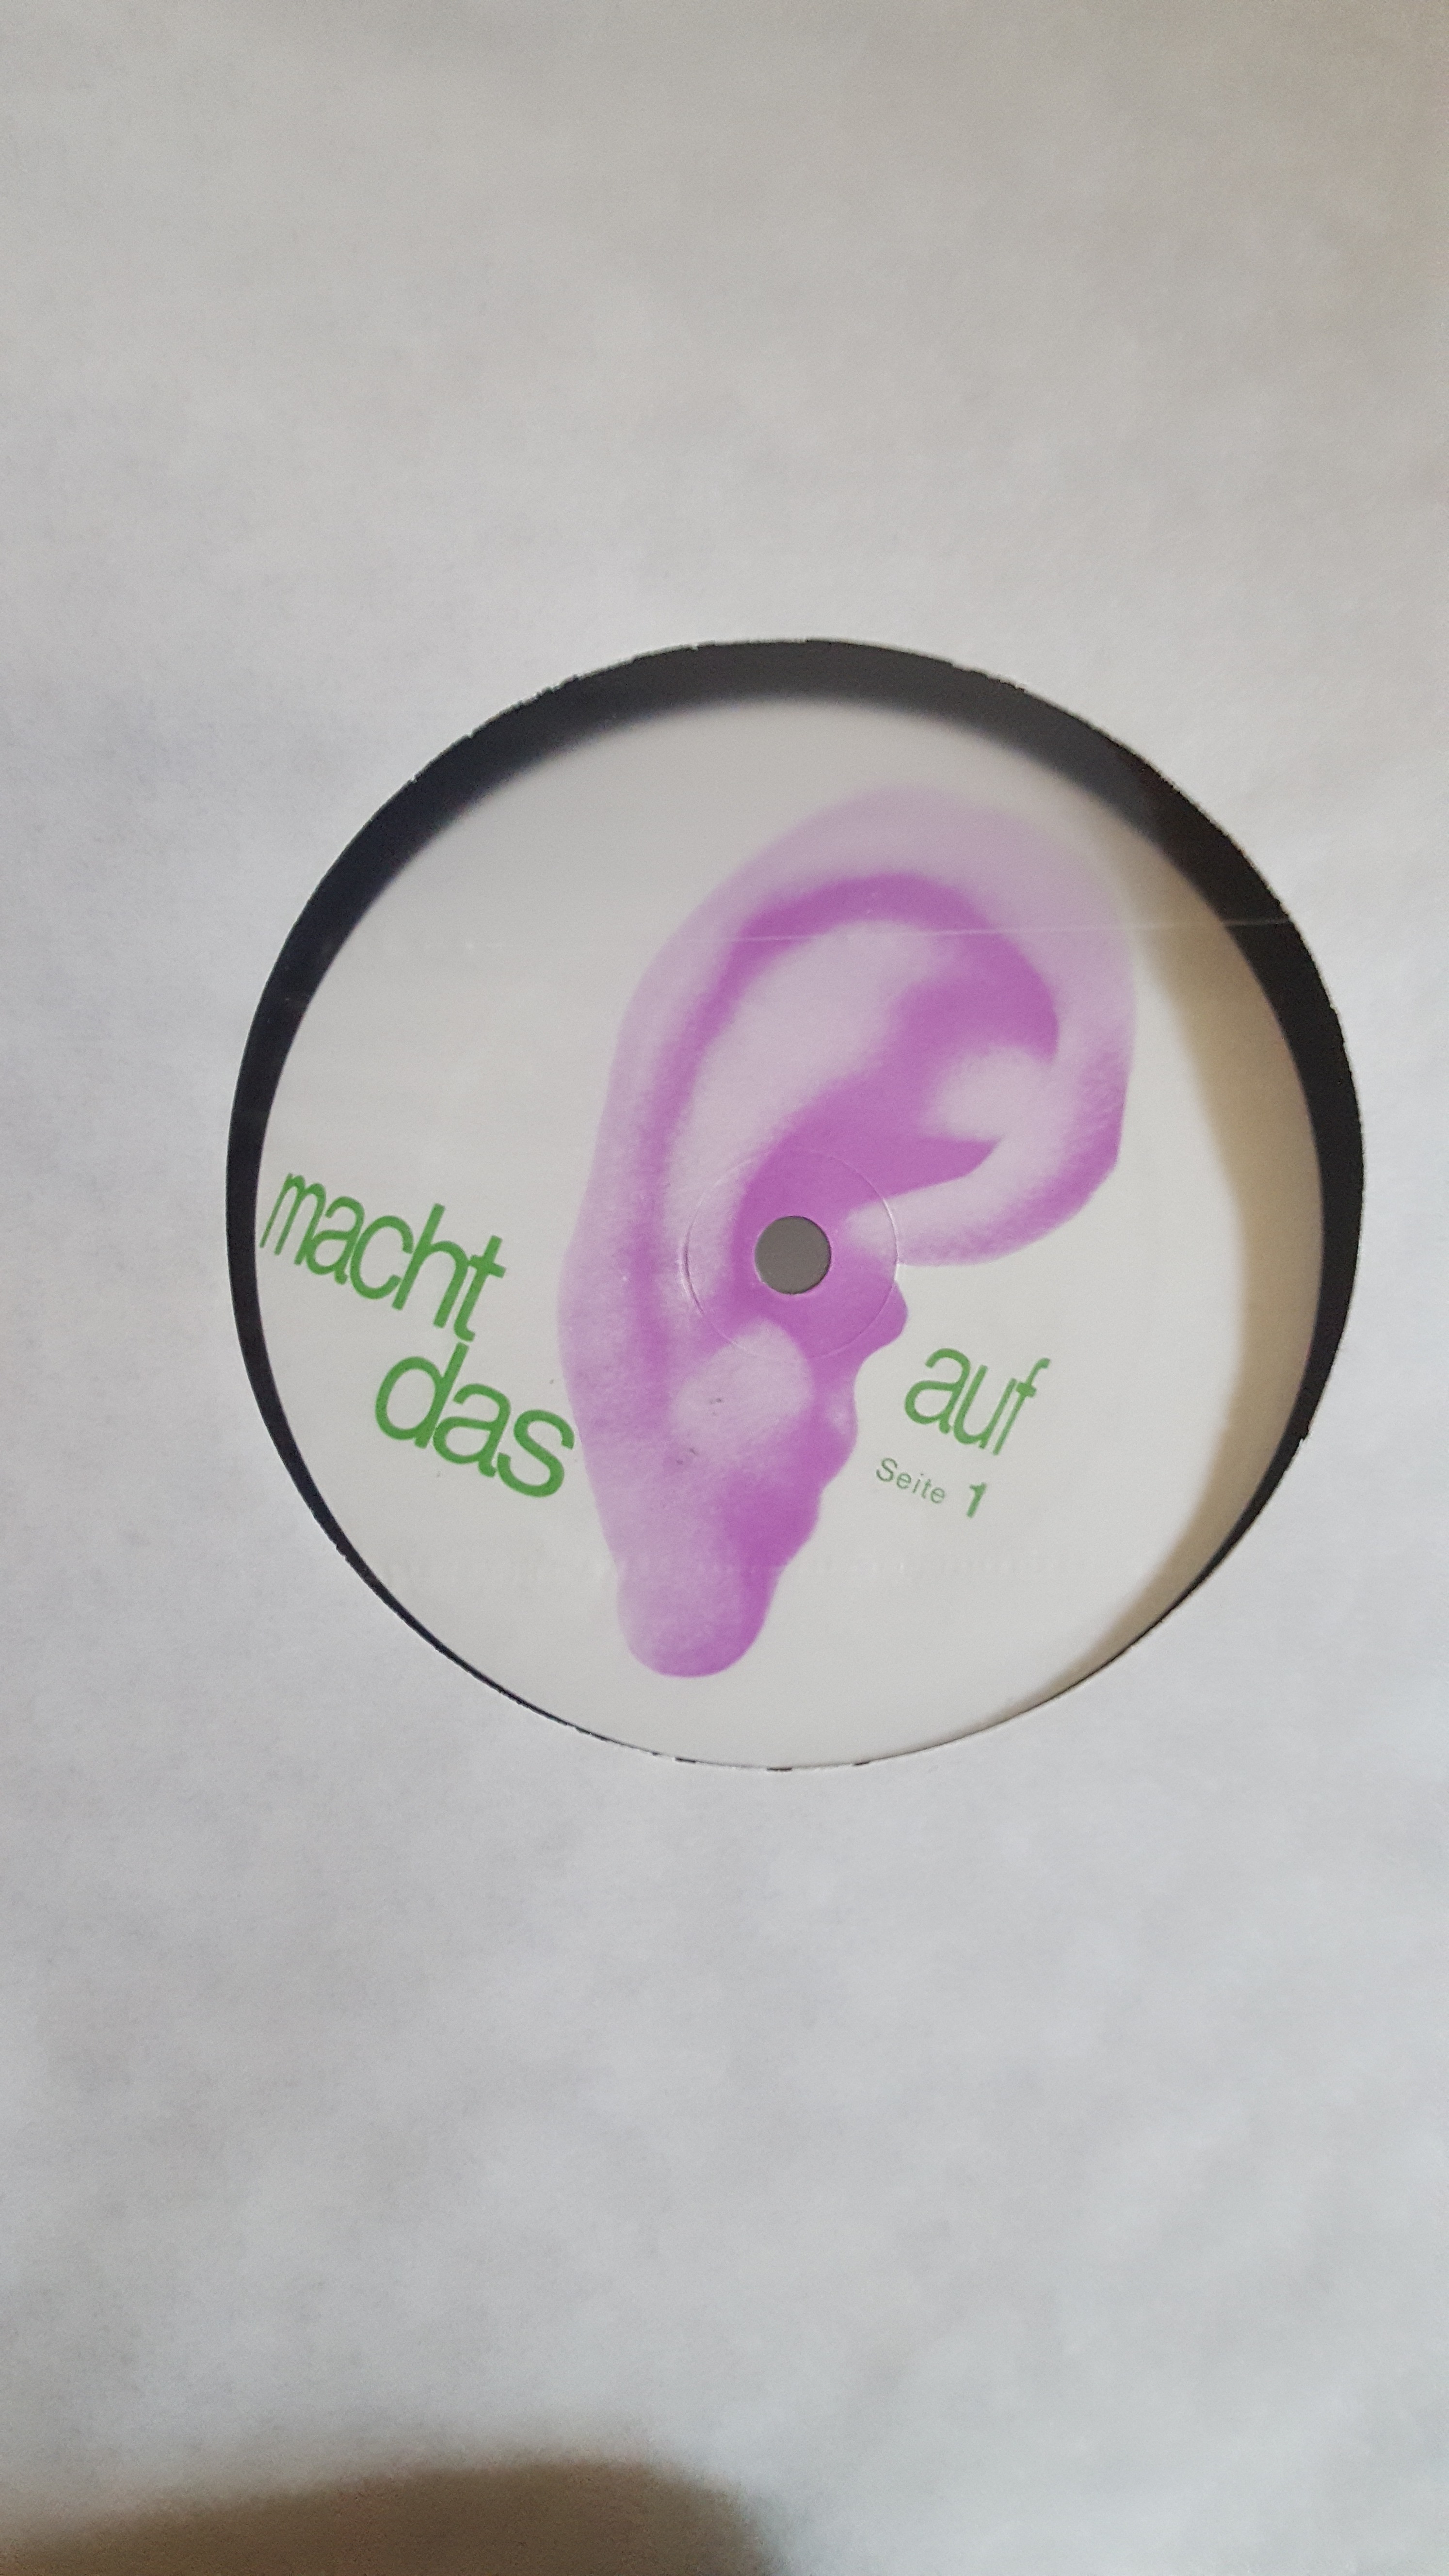 macht
das
auf
Seite 1